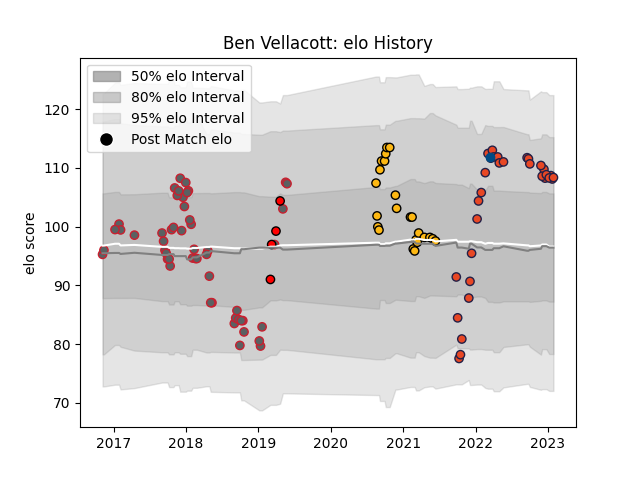 Ben Vellacott: elo History
50% elo Interval
80% elo Interval
95% elo Interval
Post Match elo
elo score
120
110
100
90
80
70
2017 2018 2019 2020 2021 2022 2023